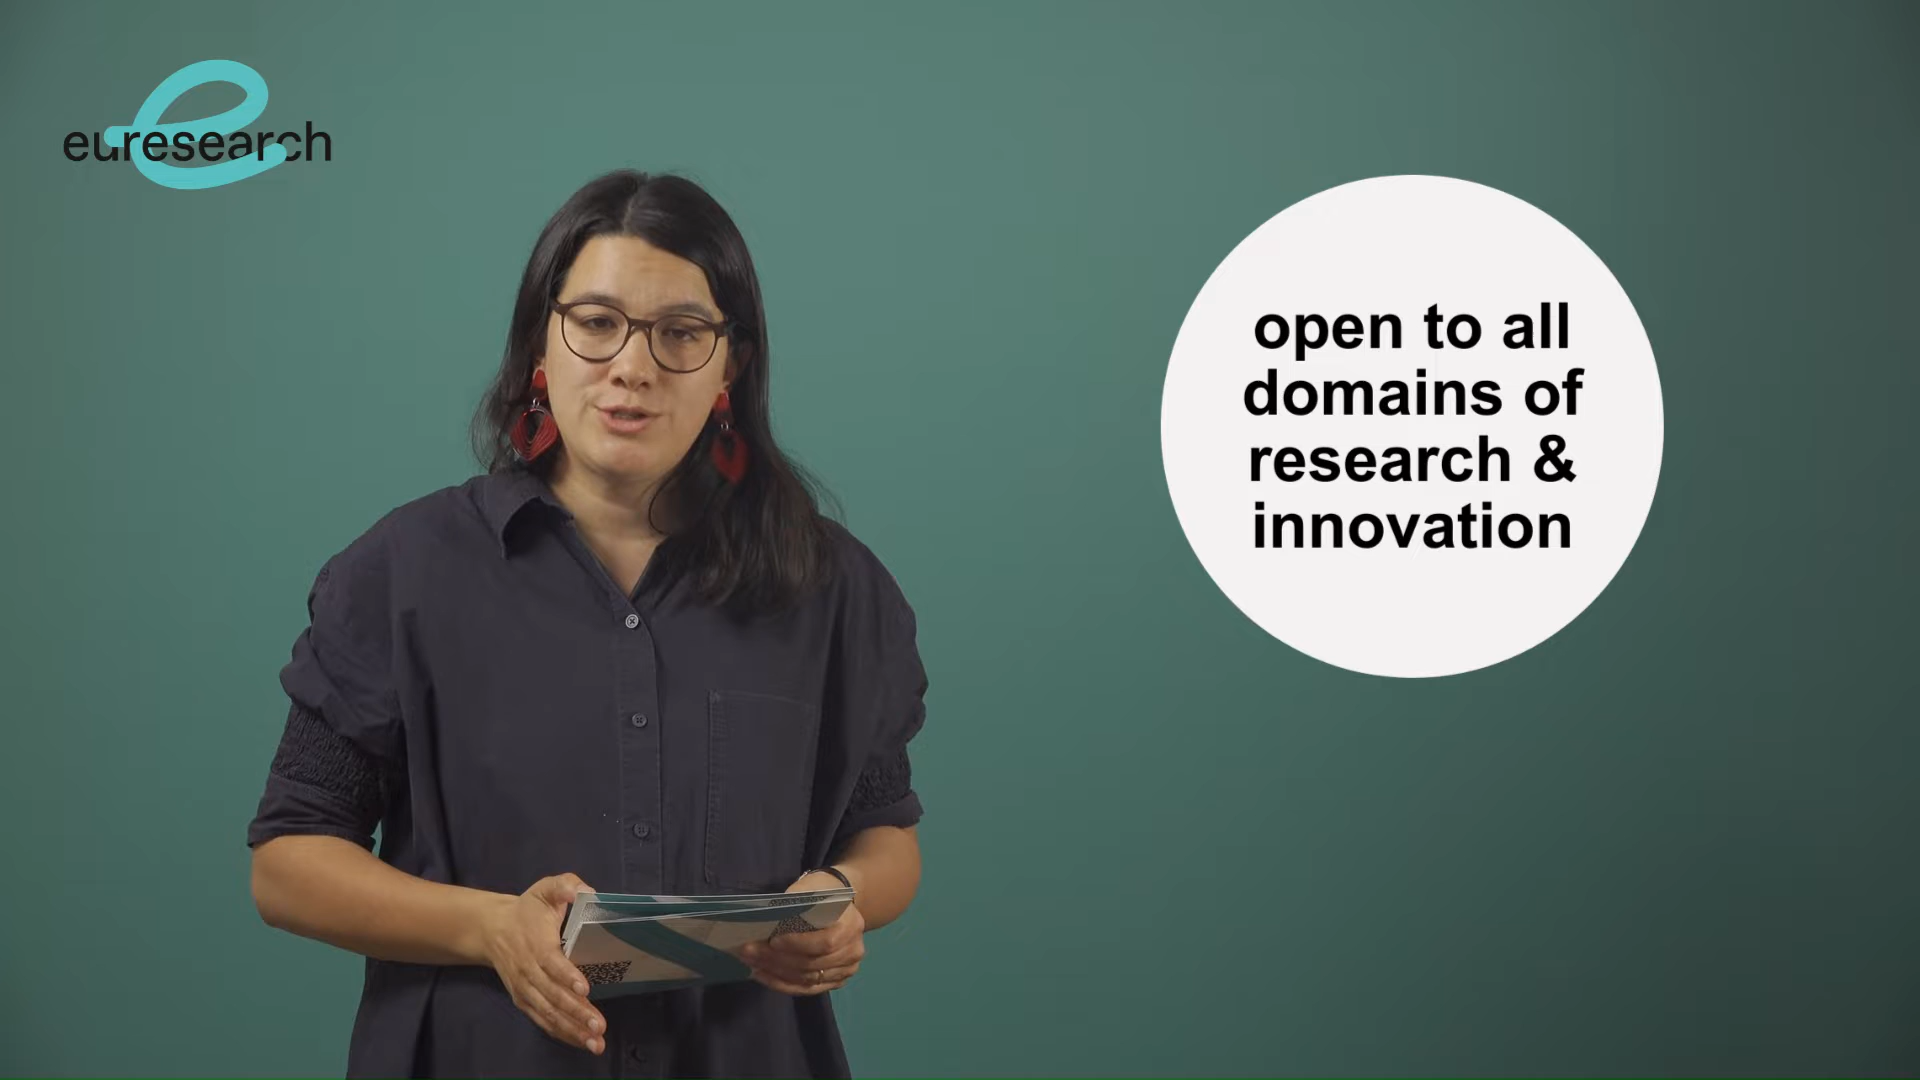 euresearch
open to all
domains of
research &
innovation